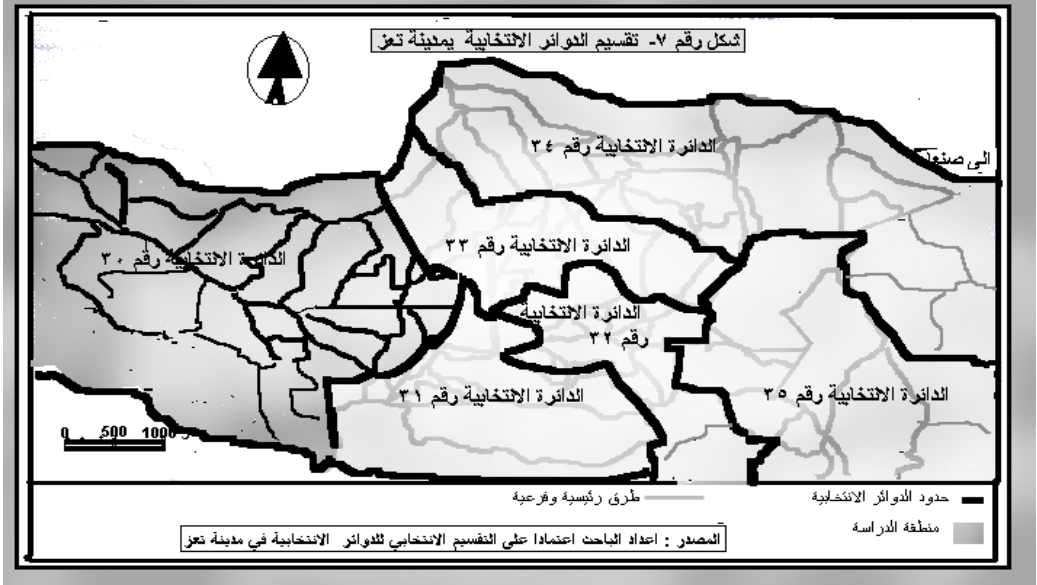 شكل رقم ٧- تقسيم الدوائر الانتخابية بمدينة تعز
الدائرة الانتخابية رقم ٣٤
الى صنعاء
الدائرة الانتخابية رقم ٣٣
الدائرة الانتخابية رقم ٣٠
الدائرة الانتخابية
رقم ٣٢
الدائرة الانتخابية رقم ٣١
الدائرة الانتخابية رقم ٣٥
0 500 1000
حدود الدوائر الانتخابية
طرق رئيسية وفرعية
منطقة الدراسة
المصدر : اعداد الباحث اعتمادا على التقسيم الانتخابي للدوائر الانتخابية في مدينة تعز